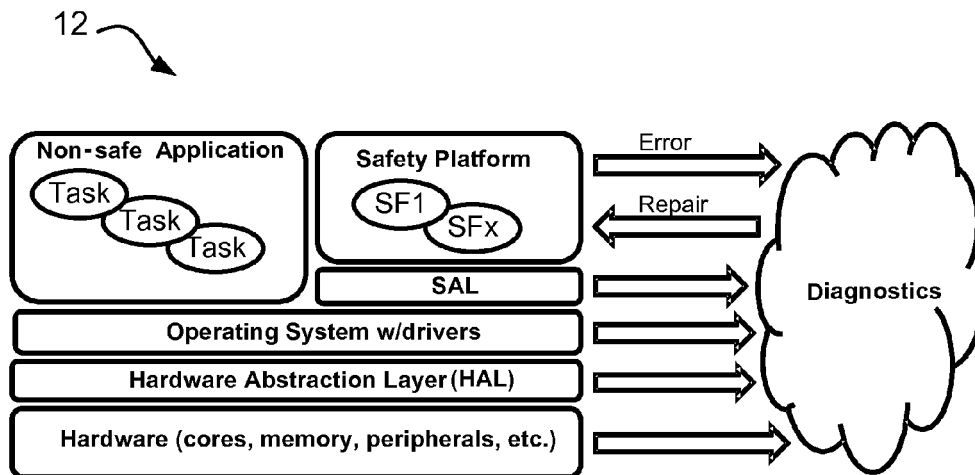 12
Non-safe Application
Task
Task
Task
Safety Platform
SF1
SFx
Error
Repair
SAL
Diagnostics
Operating System w/drivers
Hardware Abstraction Layer (HAL)
Hardware (cores, memory, peripherals, etc.)